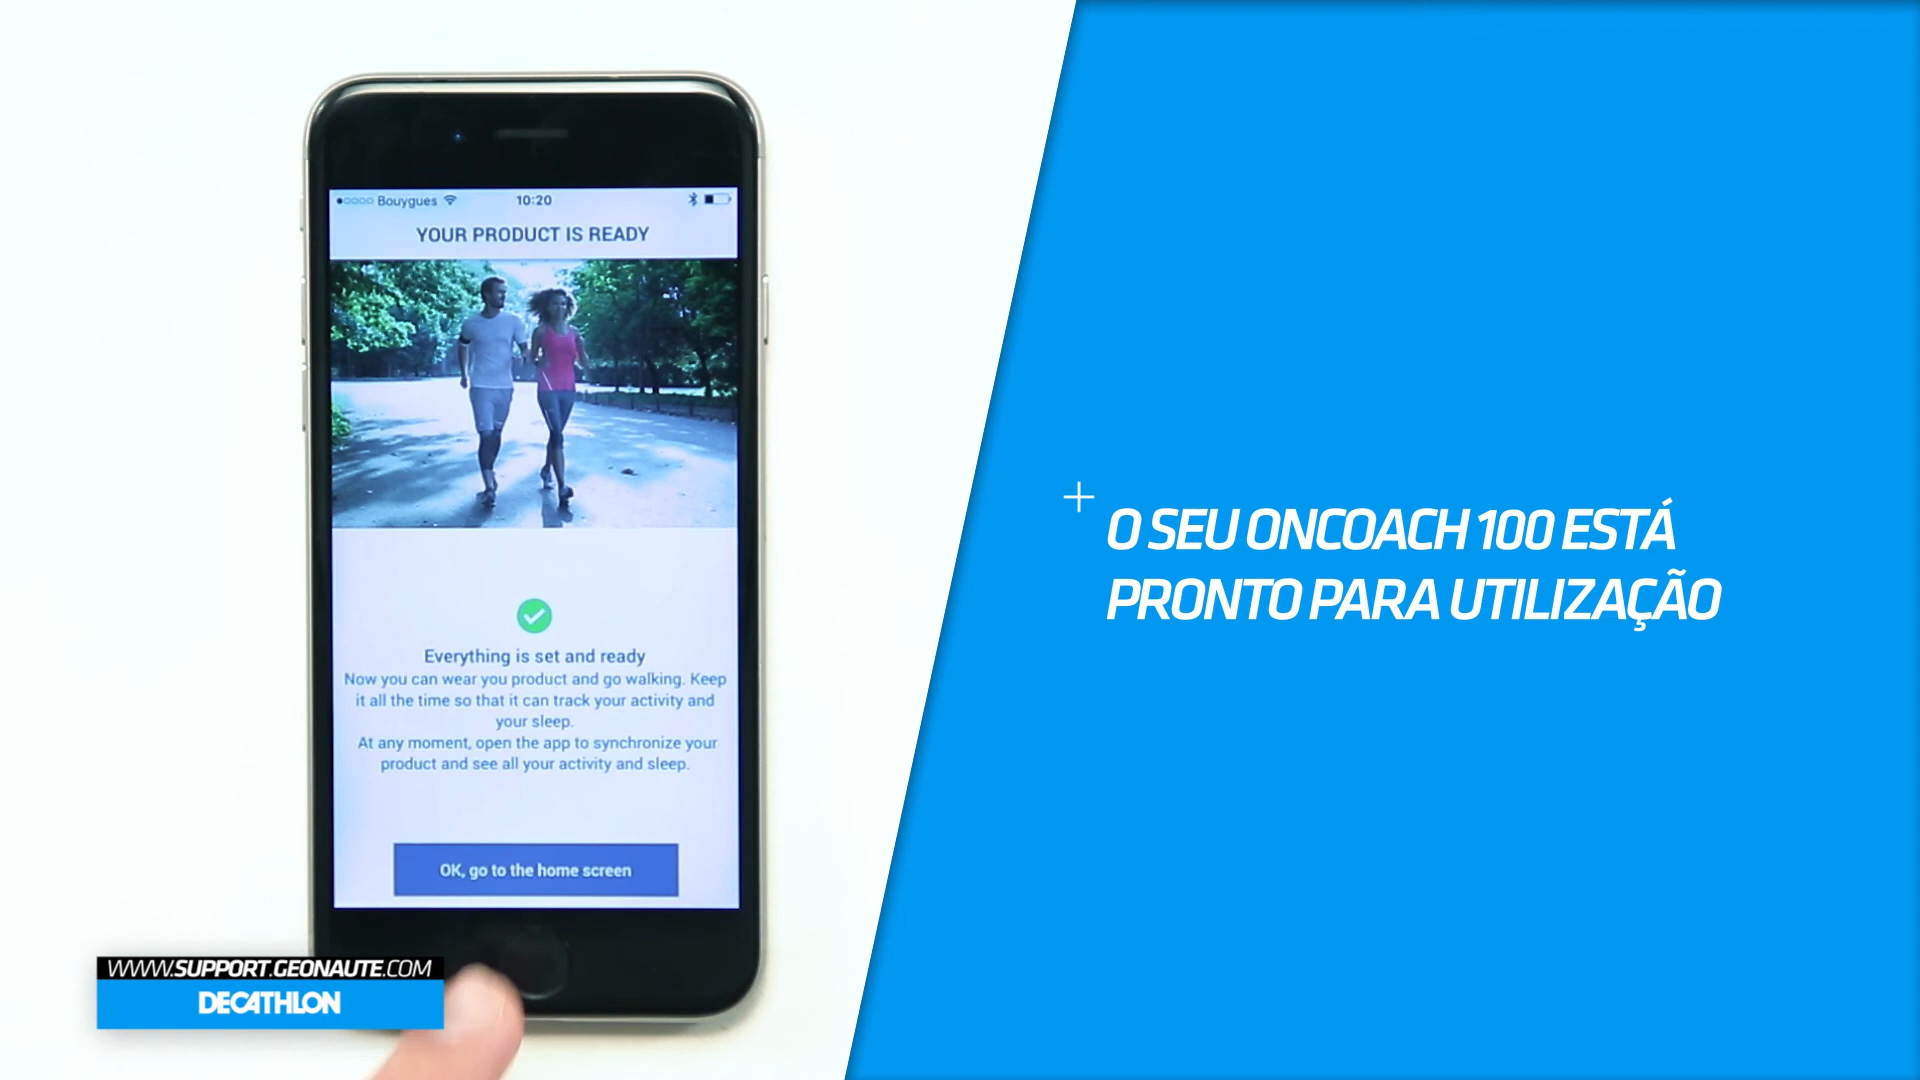 Bouygues
10:20
YOUR PRODUCT IS READY
Everything is set and ready
Now you can wear you product and go walking. Keep
it all the time so that it can track your activity and
your sleep.
At any moment, open the app to synchronize your
product and see all your activity and sleep.
OK, go to the home screen
WWW.SUPPORT.GEONAUTE.COM
DECATHLON
O SEU ONCOACH 100 ESTÁ
PRONTO PARA UTILIZAÇÃO